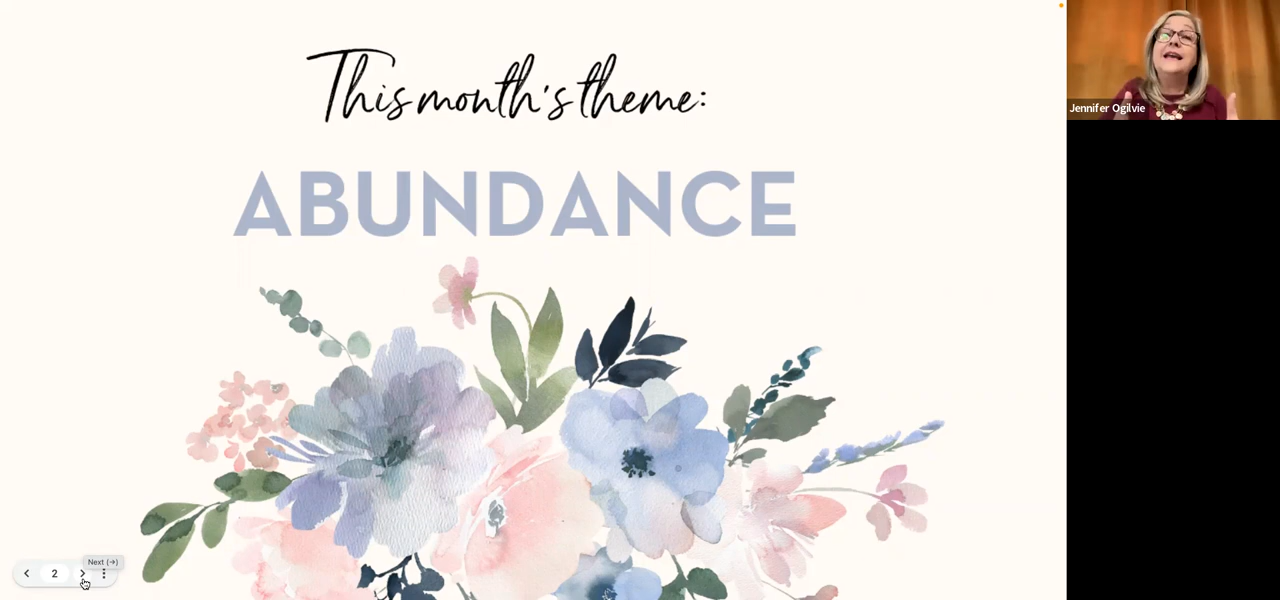 This month's theme:
ABUNDANCE
Jennifer Ogilvie
Next (→)
2